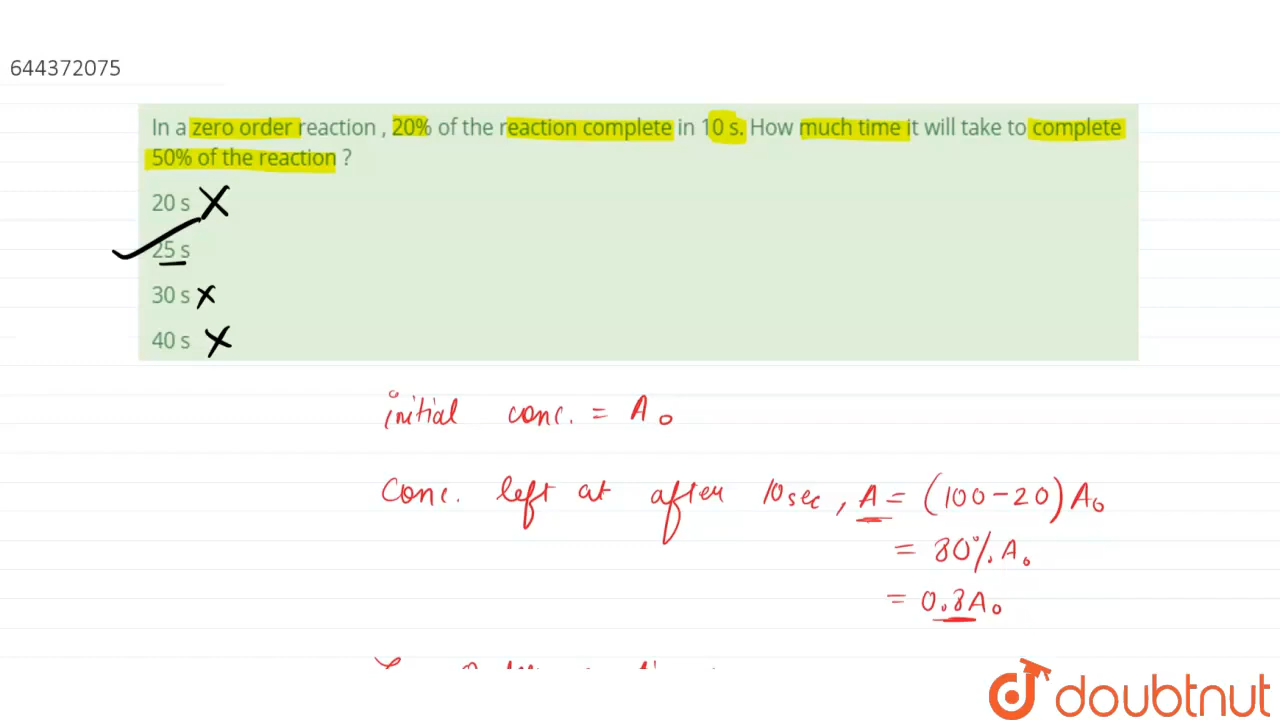 644372075
In a zero order reaction , 20% of the reaction complete in 10 s. How much time it will take to complete
50% of the reaction ?
20 s
25 s
30 s
40 s
initial conc. = A₀
Conc. left at after 10sec, A = (100-20)A₀
= 80%A₀
= 0.8A₀
doubtnut